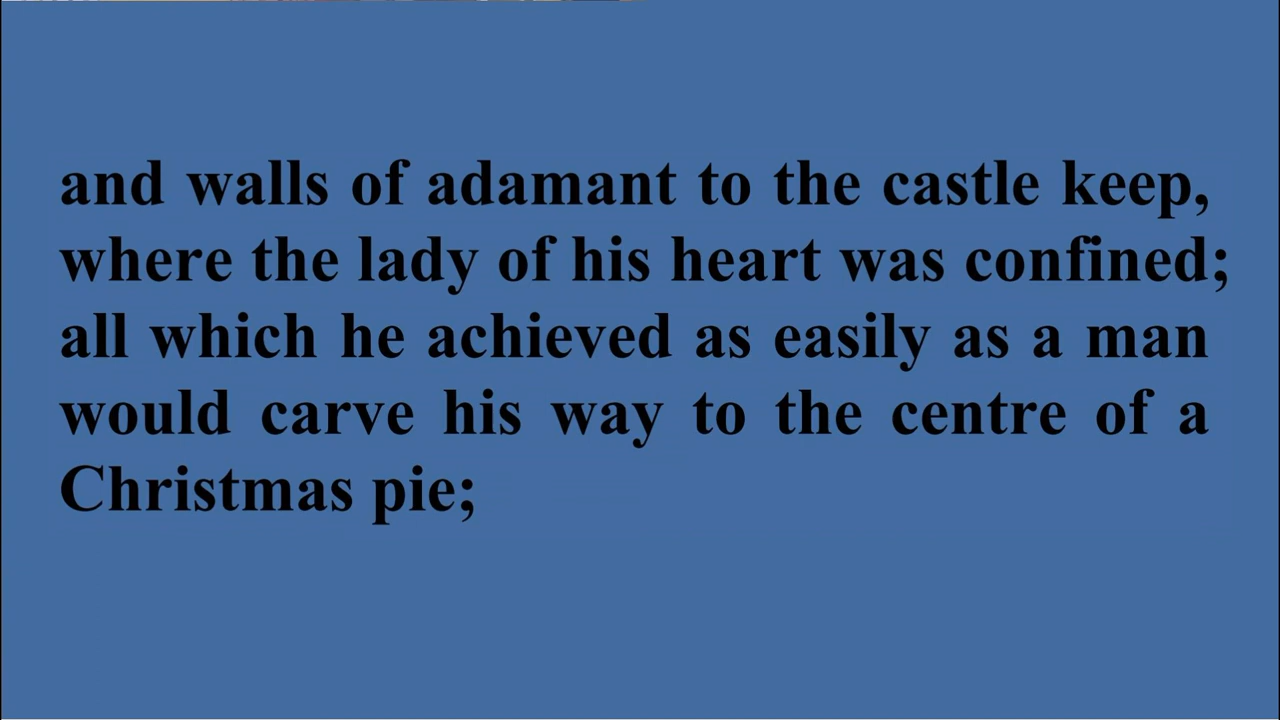 and walls of adamant to the castle keep,
where the lady of his heart was confined;
all which he achieved as easily as a man
would carve his way to the centre of a
Christmas pie;